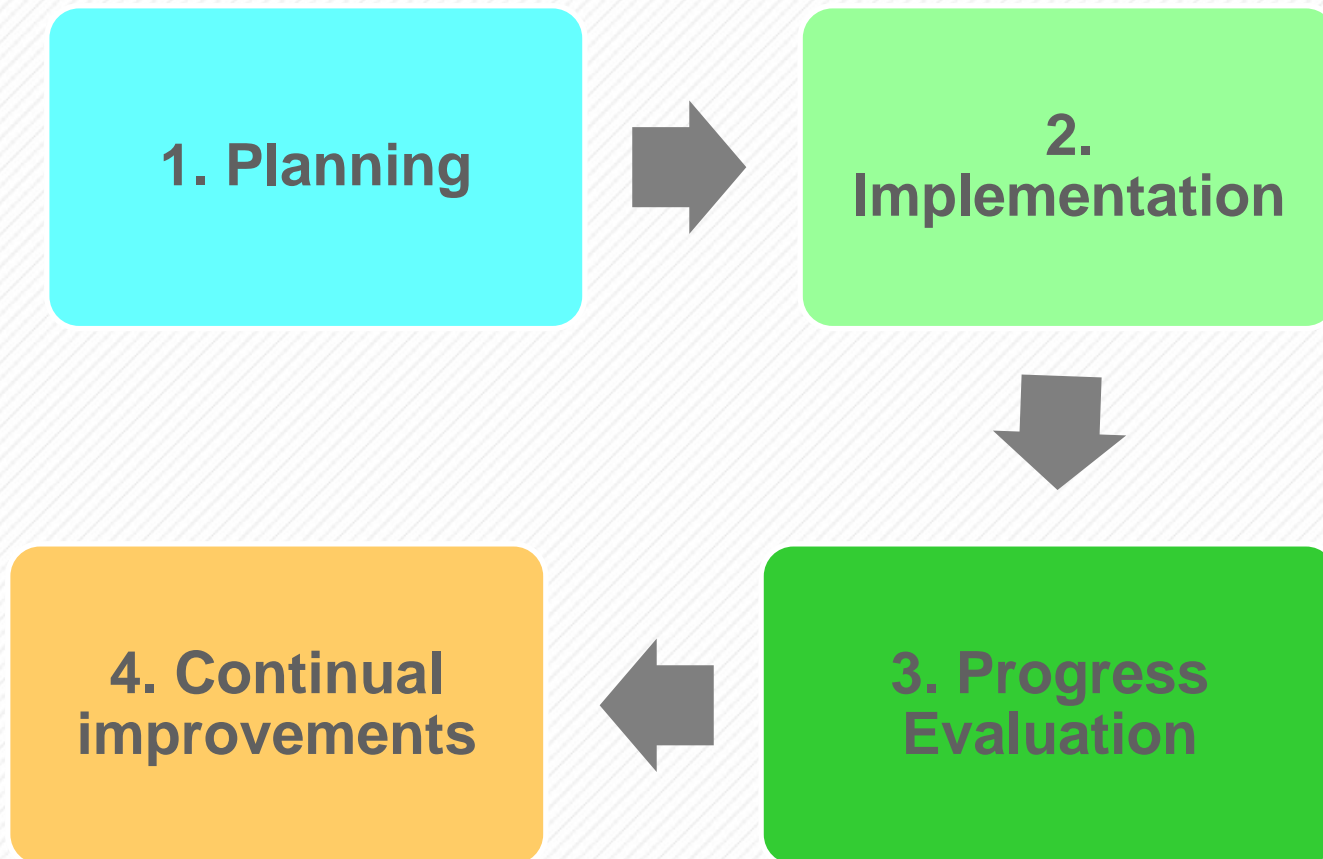 1. Planning
2.
Implementation
3. Progress
Evaluation
4. Continual
improvements